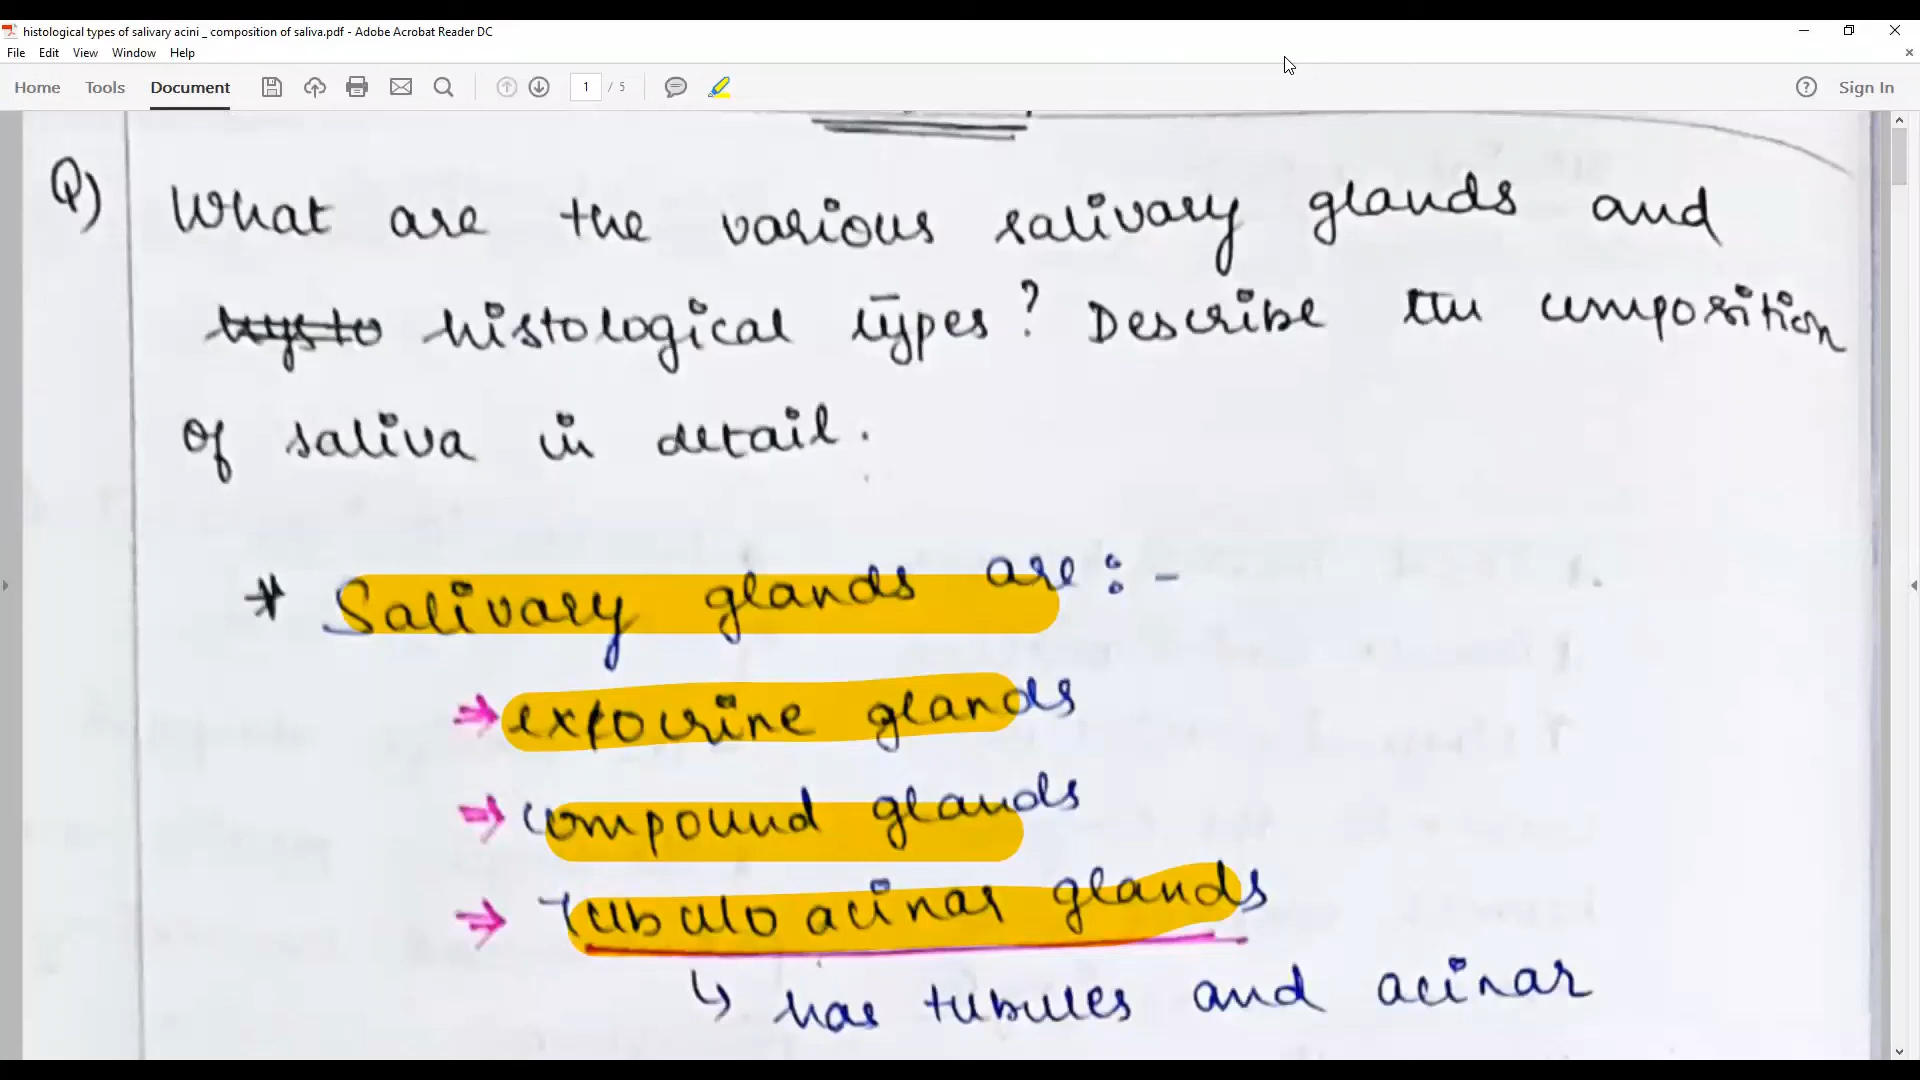 histological types of salivary acini _ composition of saliva.pdf - Adobe Acrobat Reader DC
File Edit View Window Help
Home Tools Document 1 / 5 Sign In
Q) What are the various salivary glands and
hysto histological types? Describe the composition
of saliva in detail.
* Salivary glands are:-
→ exocrine glands
→ compound glands
→ Tubulo acinar glands
↳ has tubules and acinar